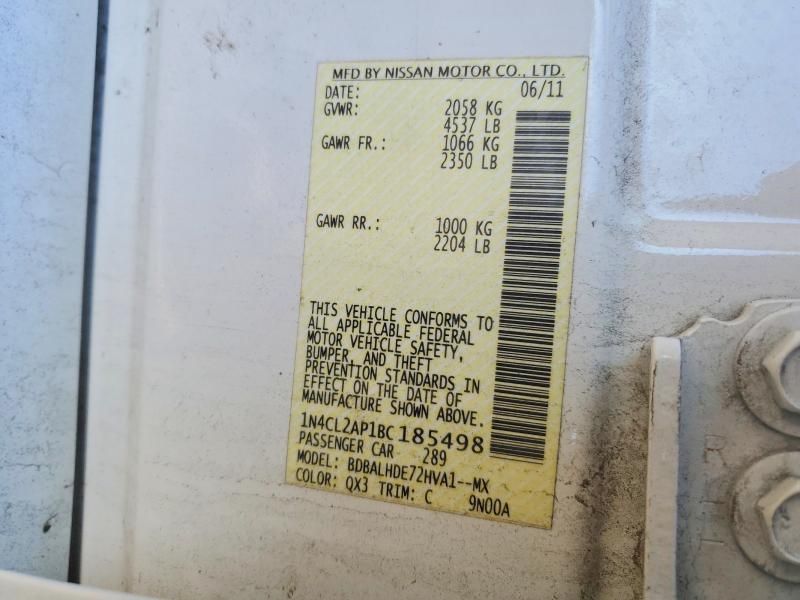 MFD BY NISSAN MOTOR CO., LTD.
DATE: 06/11
GVWR: 2058 KG
4537 LB
GAWR FR.: 1066 KG
2350 LB
GAWR RR.: 1000 KG
2204 LB
THIS VEHICLE CONFORMS TO
ALL APPLICABLE FEDERAL
MOTOR VEHICLE SAFETY,
BUMPER, AND THEFT
PREVENTION STANDARDS IN
EFFECT ON THE DATE OF
MANUFACTURE SHOWN ABOVE.
1N4CL2AP1BC185498
PASSENGER CAR 289
MODEL: BDBALHDE72HVA1--MX
COLOR: QX3 TRIM: C 9N00A